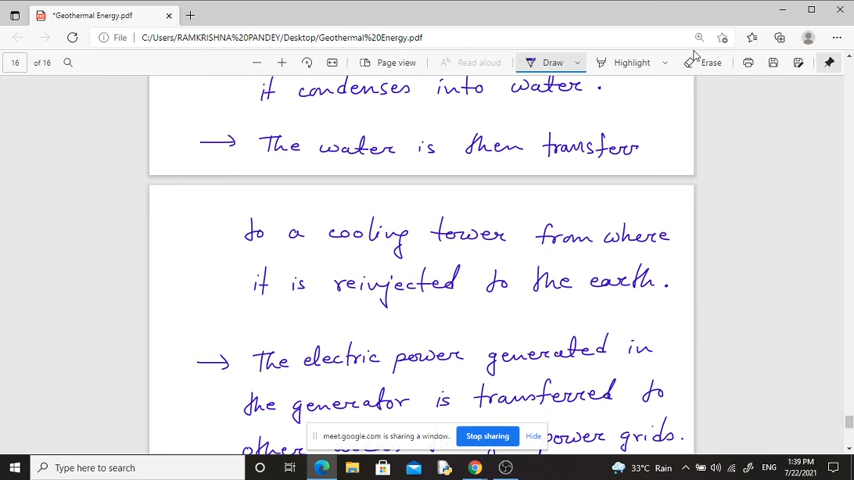 *Geothermal Energy.pdf
File C:/Users/RAMKRISHNA%20PANDEY/Desktop/Geothermal%20Energy.pdf
16 of 16 Page view Read aloud Draw Highlight Erase
it condenses into water.
→ The water is then transferr
to a cooling tower from where
it is reinjected to the earth.
→ The electric power generated in
the generator is transferred to
other power grids.
meet.google.com is sharing a window. Stop sharing Hide
Type here to search 33°C Rain ENG 1:39 PM
7/22/2021